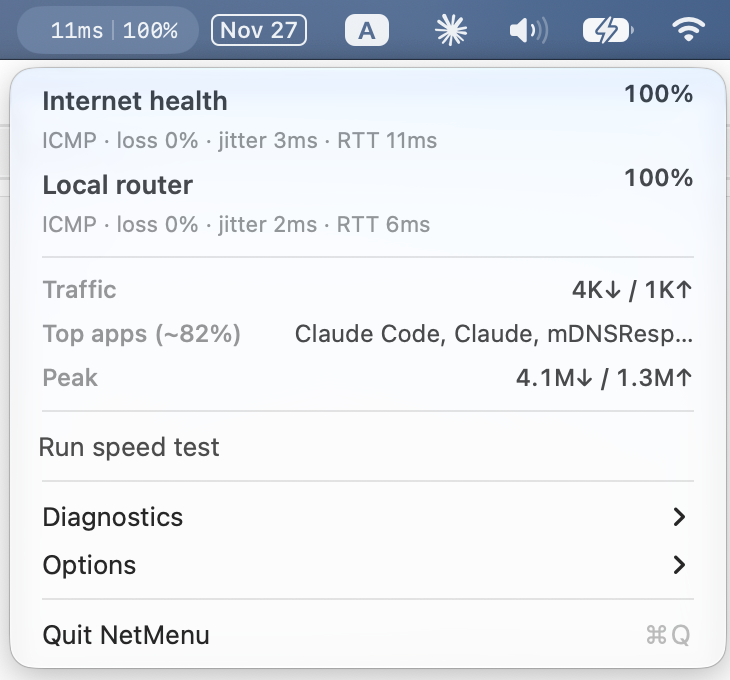 11ms | 100% Nov 27 A
Internet health 100%
ICMP · loss 0% · jitter 3ms · RTT 11ms
Local router 100%
ICMP · loss 0% · jitter 2ms · RTT 6ms
Traffic 4K↓ / 1K↑
Top apps (~82%) Claude Code, Claude, mDNSResp...
Peak 4.1M↓ / 1.3M↑
Run speed test
Diagnostics
Options
Quit NetMenu ⌘Q